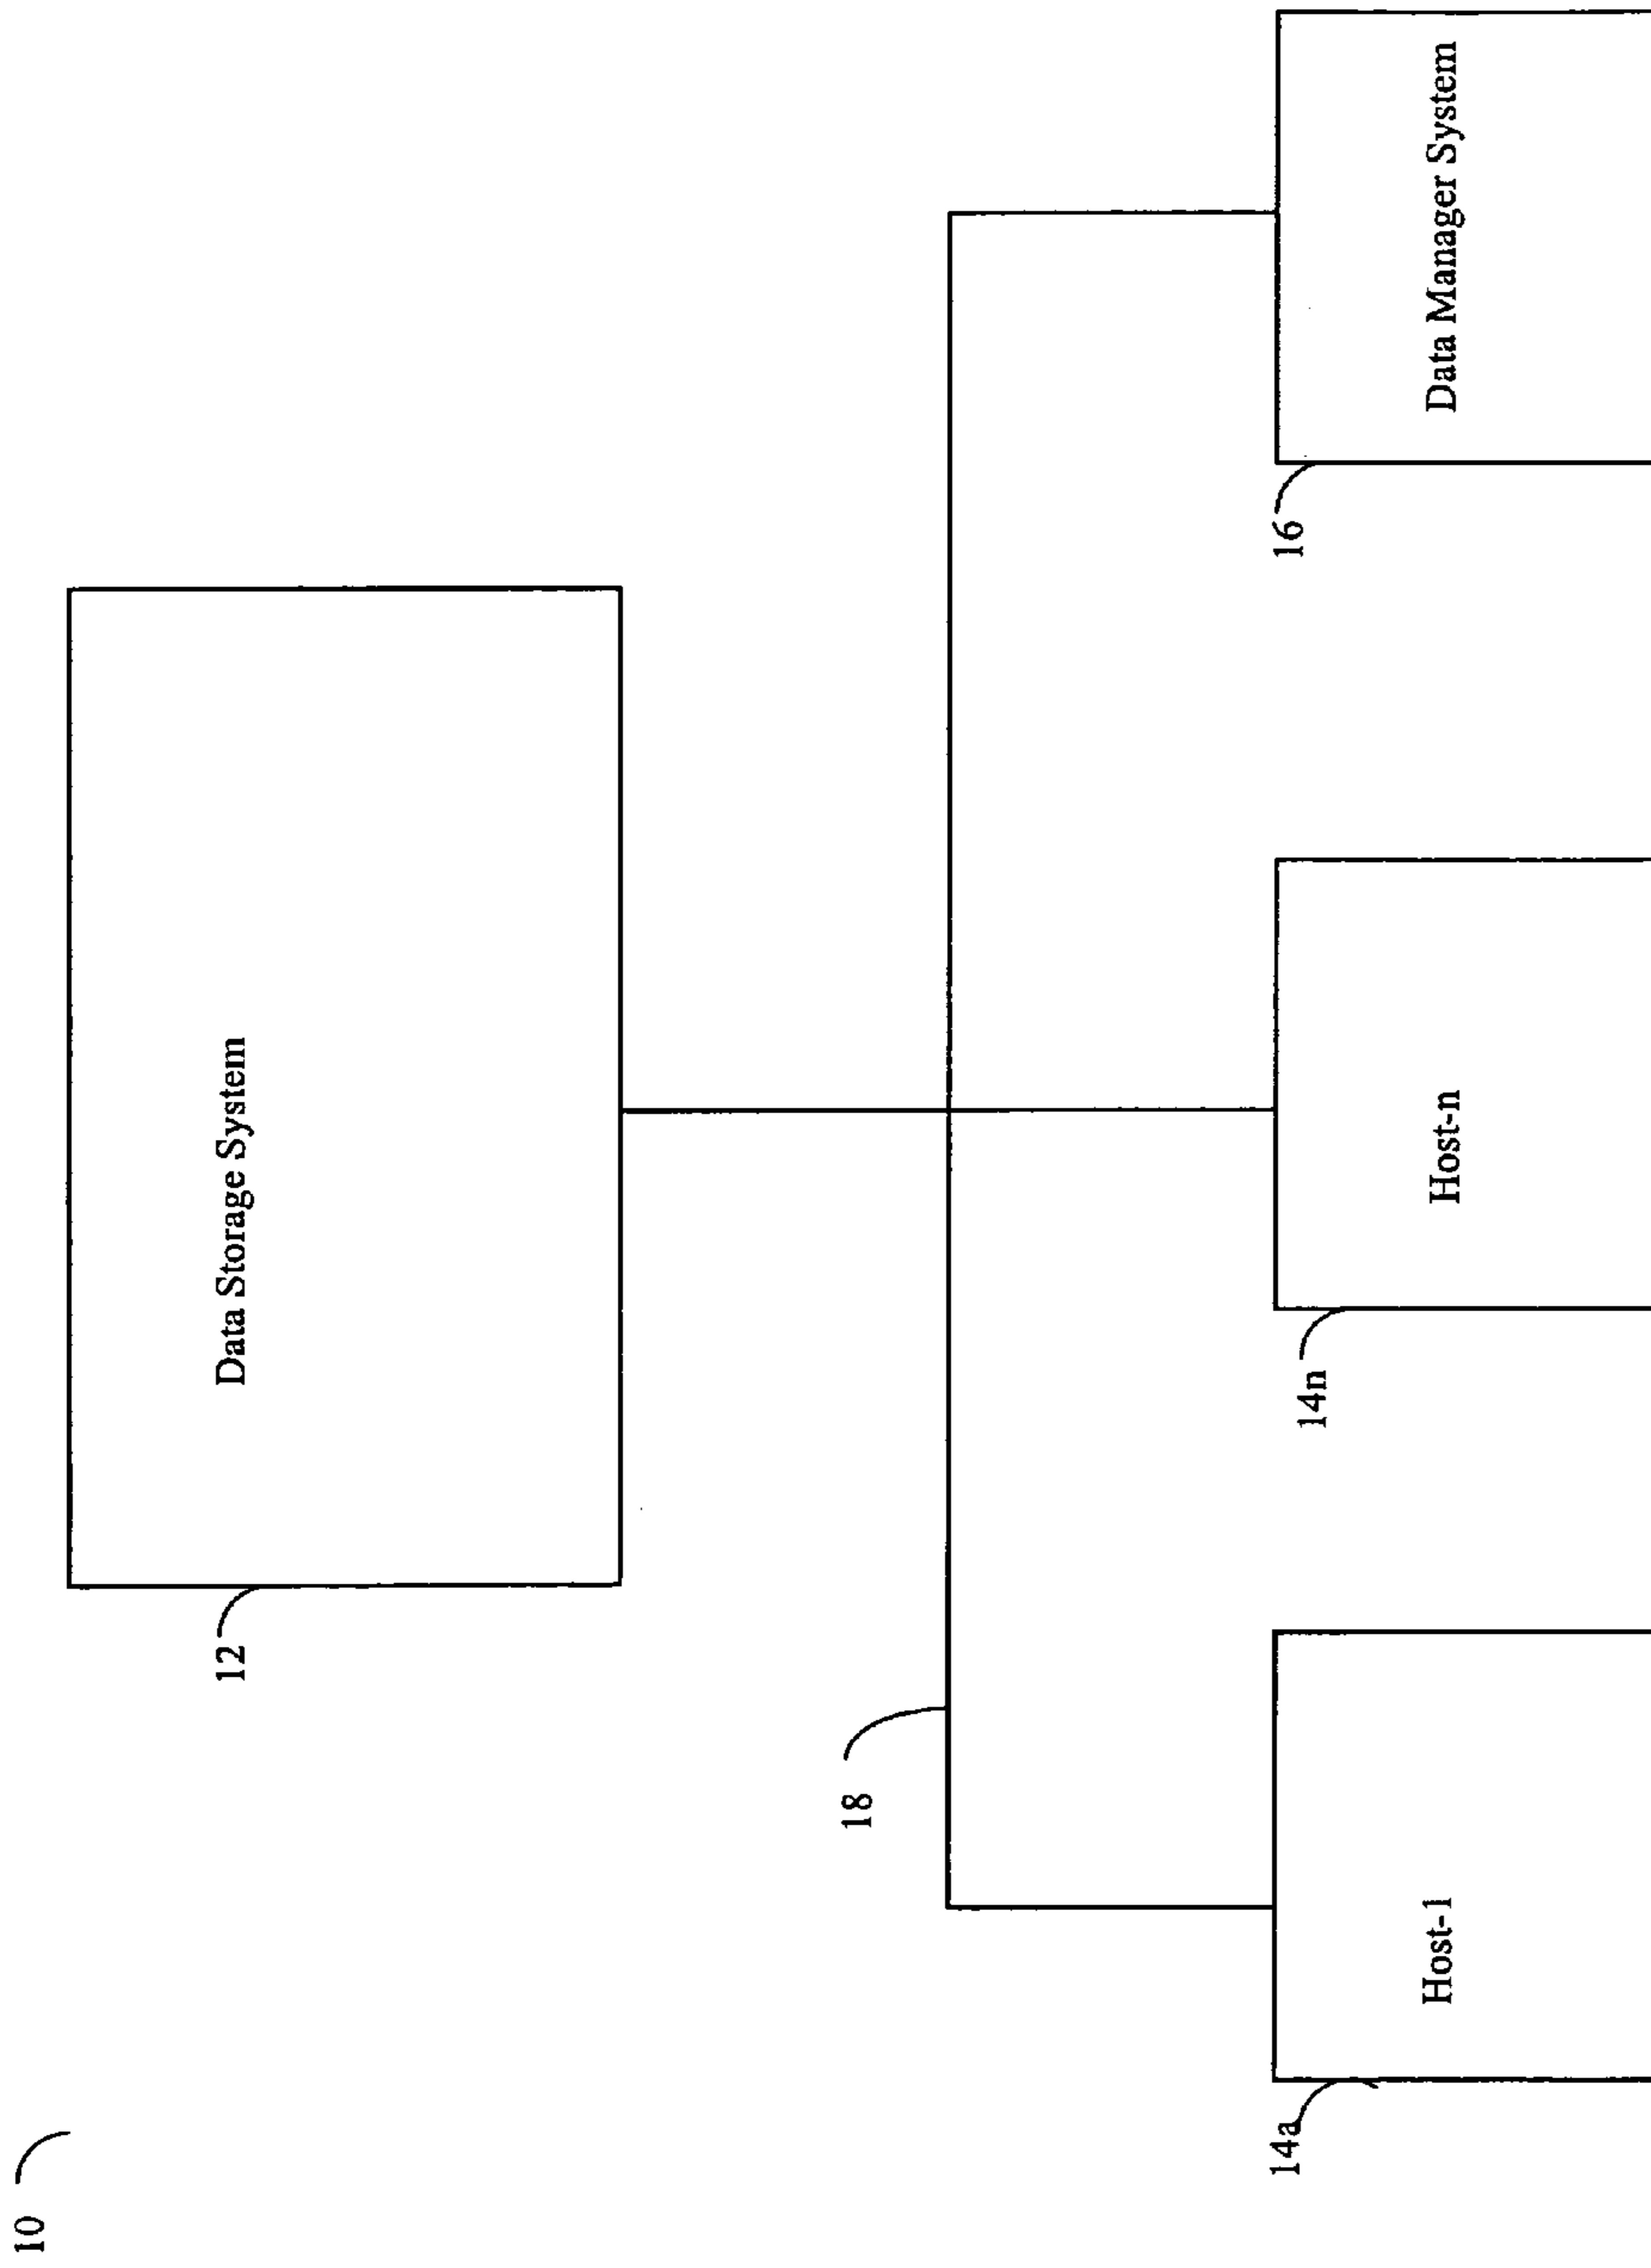 10
12
Data Storage System
18
14a
Host-1
14n
Host-n
16
Data Manager System